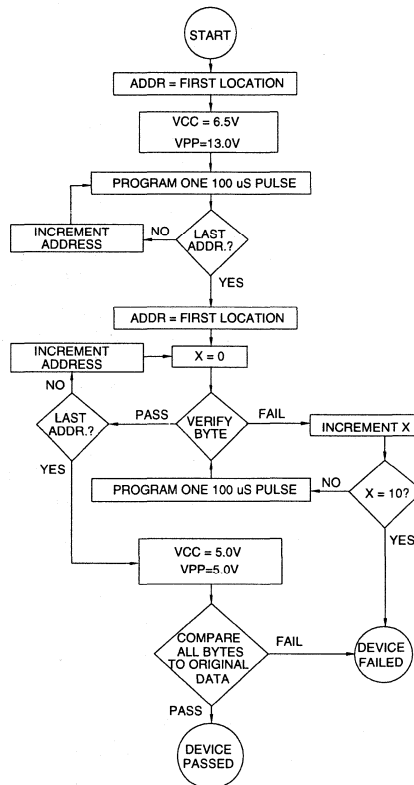 START
ADDR = FIRST LOCATION
VCC = 6.5V
VPP=13.0V
PROGRAM ONE 100 uS PULSE
INCREMENT
ADDRESS
NO
LAST
ADDR.?
YES
ADDR = FIRST LOCATION
INCREMENT
ADDRESS
X = 0
NO
LAST
ADDR.?
PASS
VERIFY
BYTE
FAIL
INCREMENT X
YES
PROGRAM ONE 100 uS PULSE
NO
X = 10?
YES
VCC = 5.0V
VPP=5.0V
COMPARE
ALL BYTES
TO ORIGINAL
DATA
FAIL
DEVICE
FAILED
PASS
DEVICE
PASSED